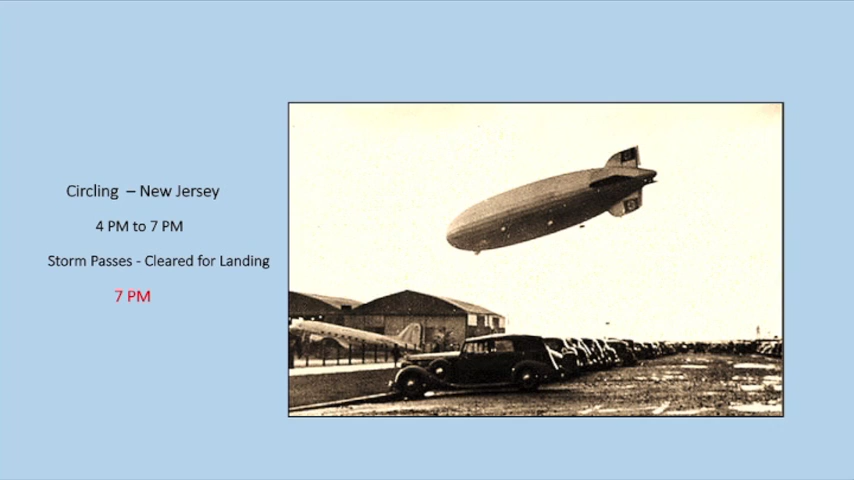 Circling – New Jersey
4 PM to 7 PM
Storm Passes - Cleared for Landing
7 PM